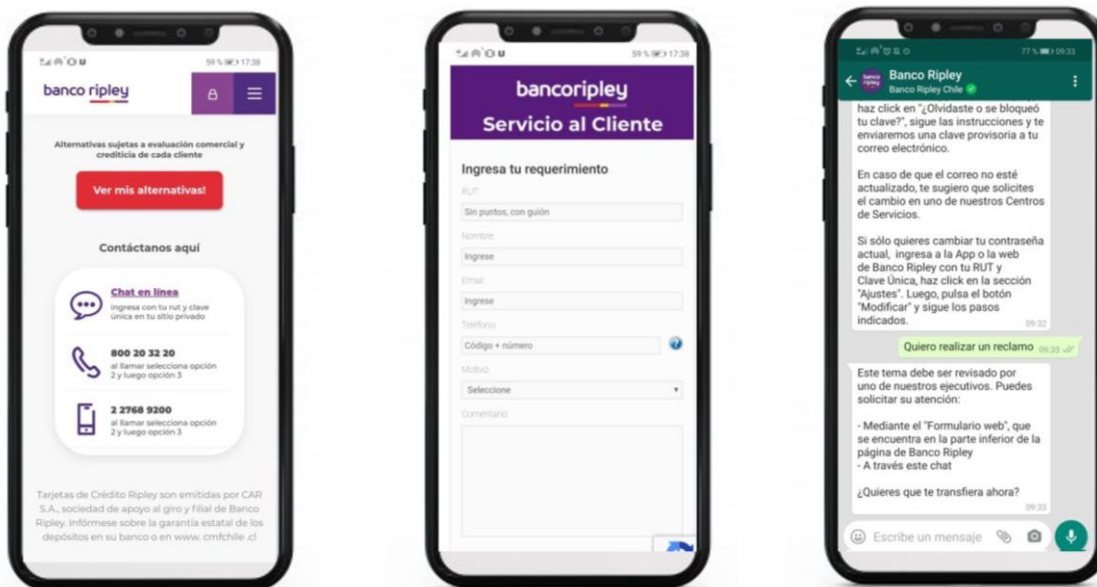 59 % 17:38
banco ripley
Alternativas sujetas a evaluación comercial y
crediticia de cada cliente
Ver mis alternativas!
Contáctanos aquí
Chat en línea
ingresa con tu rut y clave
única en tu sitio privado
800 20 32 20
al llamar selecciona opción
2 y luego opción 3
2 2768 9200
al llamar selecciona opción
2 y luego opción 3
Tarjetas de Crédito Ripley son emitidas por CAR
S.A., sociedad de apoyo al giro y filial de Banco
Ripley. Infórmese sobre la garantía estatal de los
depósitos en su banco o en www. cmfchile .cl
59 % 17:38
bancoripley
Servicio al Cliente
Ingresa tu requerimiento
RUT:
Sin puntos, con guión
Nombre:
Ingrese
Email:
Ingrese
Teléfono:
Código + número
Motivo:
Seleccione
Comentario:
77 % 09:33
banco ripley
Banco Ripley
Banco Ripley Chile
haz click en "¿Olvidaste o se bloqueó
tu clave?", sigue las instrucciones y te
enviaremos una clave provisoria a tu
correo electrónico.
En caso de que el correo no esté
actualizado, te sugiero que solicites
el cambio en uno de nuestros Centros
de Servicios.
Si sólo quieres cambiar tu contraseña
actual, ingresa a la App o la web
de Banco Ripley con tu RUT y
Clave Única, haz click en la sección
"Ajustes". Luego, pulsa el botón
"Modificar" y sigue los pasos
indicados.
09:32
Quiero realizar un reclamo 09:33
Este tema debe ser revisado por
uno de nuestros ejecutivos. Puedes
solicitar su atención:
- Mediante el "Formulario web", que
se encuentra en la parte inferior de la
página de Banco Ripley
- A través este chat
¿Quieres que te transfiera ahora?
09:33
Escribe un mensaje